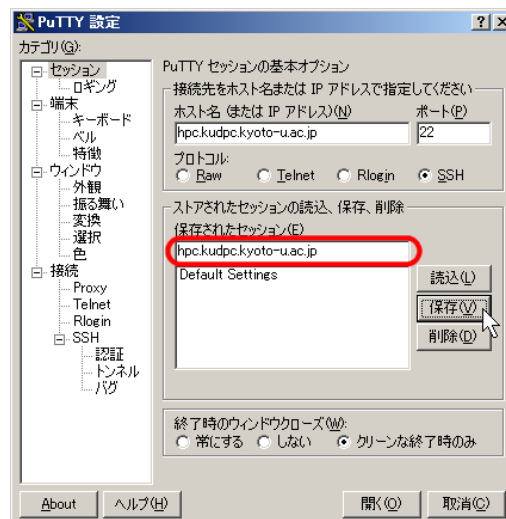 PuTTY 設定
カテゴリ(G):
セッション
ロギング
端末
キーボード
ベル
特徴
ウィンドウ
外観
振る舞い
変換
選択
色
接続
Proxy
Telnet
Rlogin
SSH
認証
トンネル
バグ
PuTTY セッションの基本オプション
接続先をホスト名または IP アドレスで指定してください
ホスト名 (または IP アドレス)(N) ポート(P)
hpc.kudpc.kyoto-u.ac.jp 22
プロトコル:
Raw Telnet Rlogin SSH
ストアされたセッションの読込、保存、削除
保存されたセッション(E)
hpc.kudpc.kyoto-u.ac.jp
Default Settings
読込(L)
保存(V)
削除(D)
終了時のウィンドウクローズ(W):
常にする しない クリーンな終了時のみ
About ヘルプ(H) 開く(O) 取消(C)